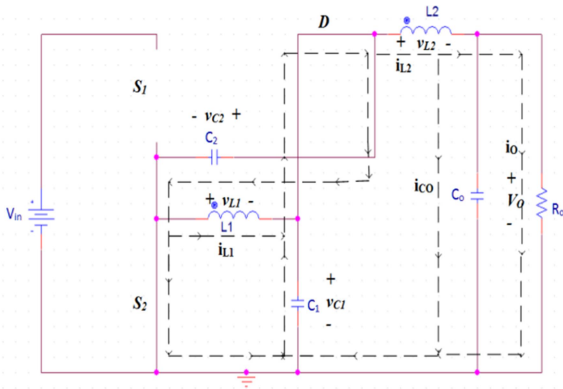 D
L2
+ vL2 -
iL2
S1
- vC2 +
C2
iO
iCO
Co
+
VO
-
Ro
Vin
+ vL1 -
L1
iL1
S2
C1
+
vC1
-